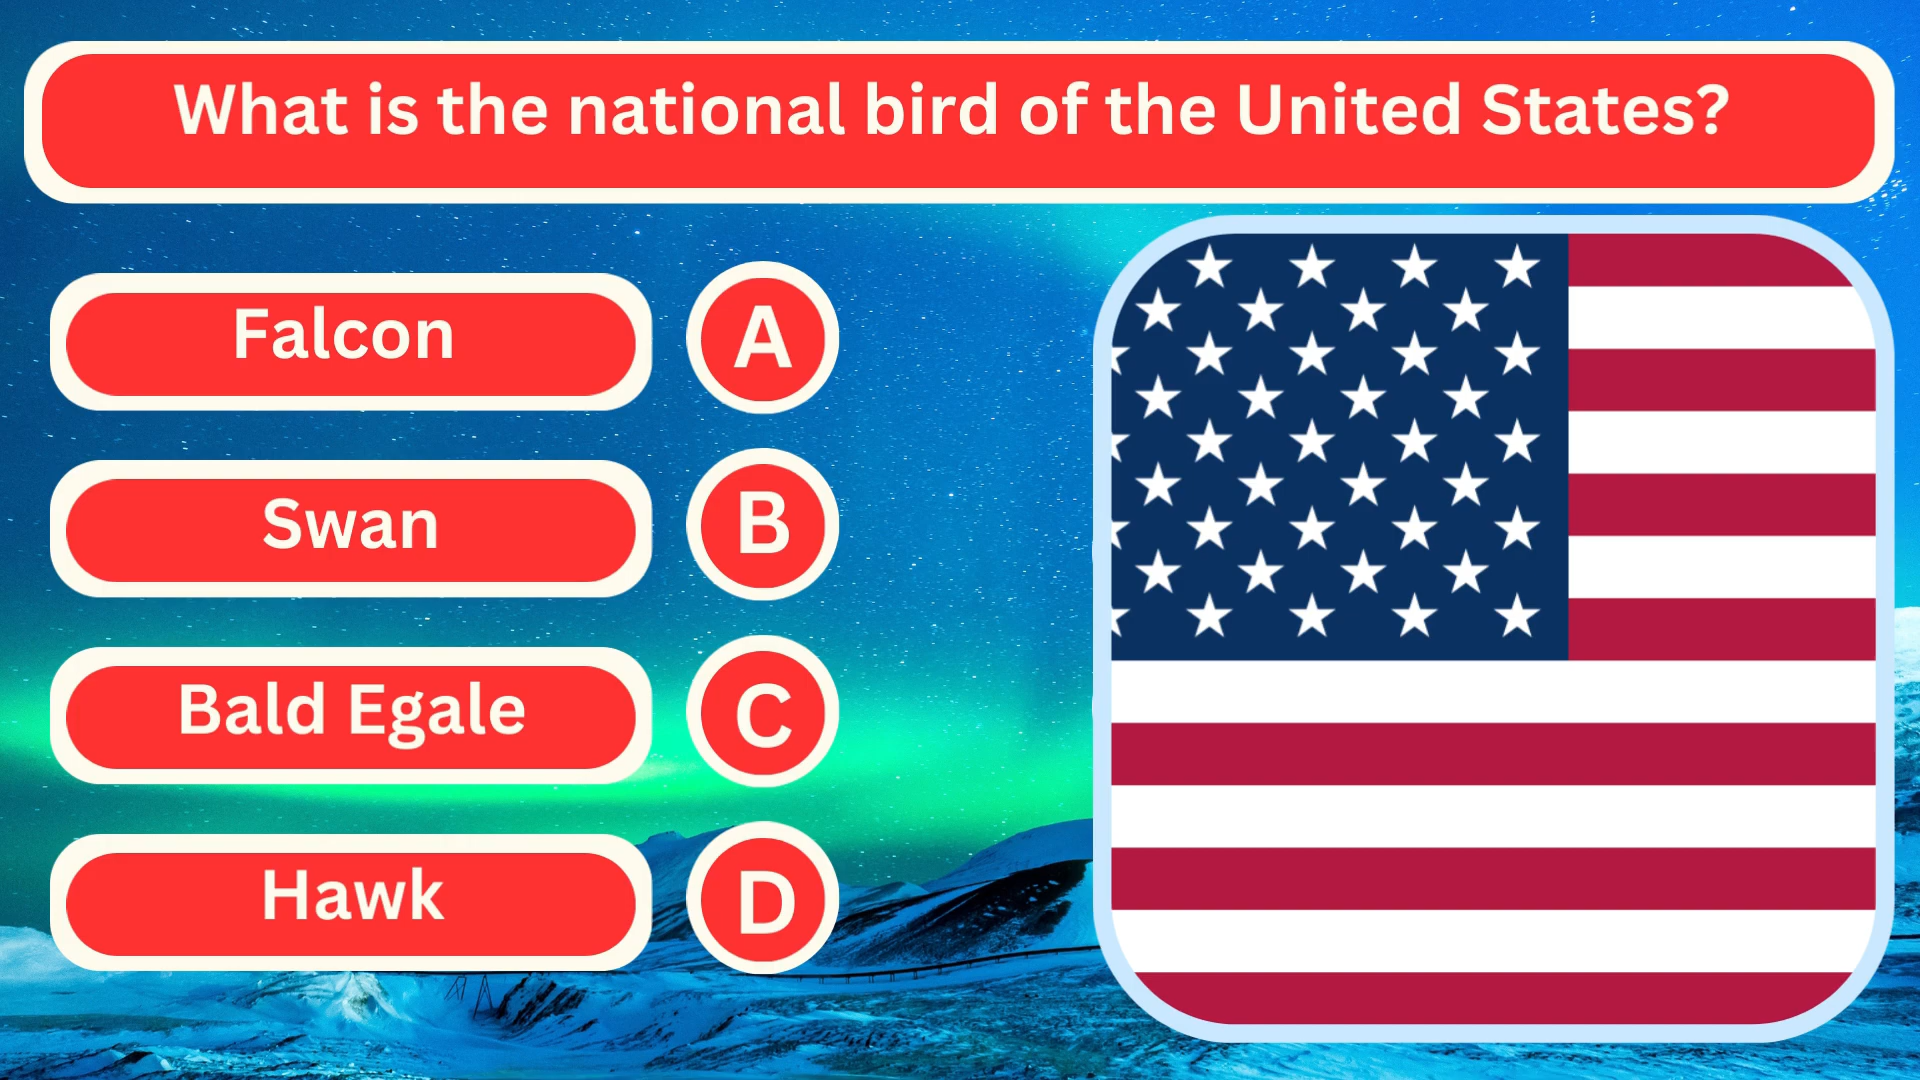 What is the national bird of the United States?
Falcon
A
Swan
B
Bald Egale
C
Hawk
D